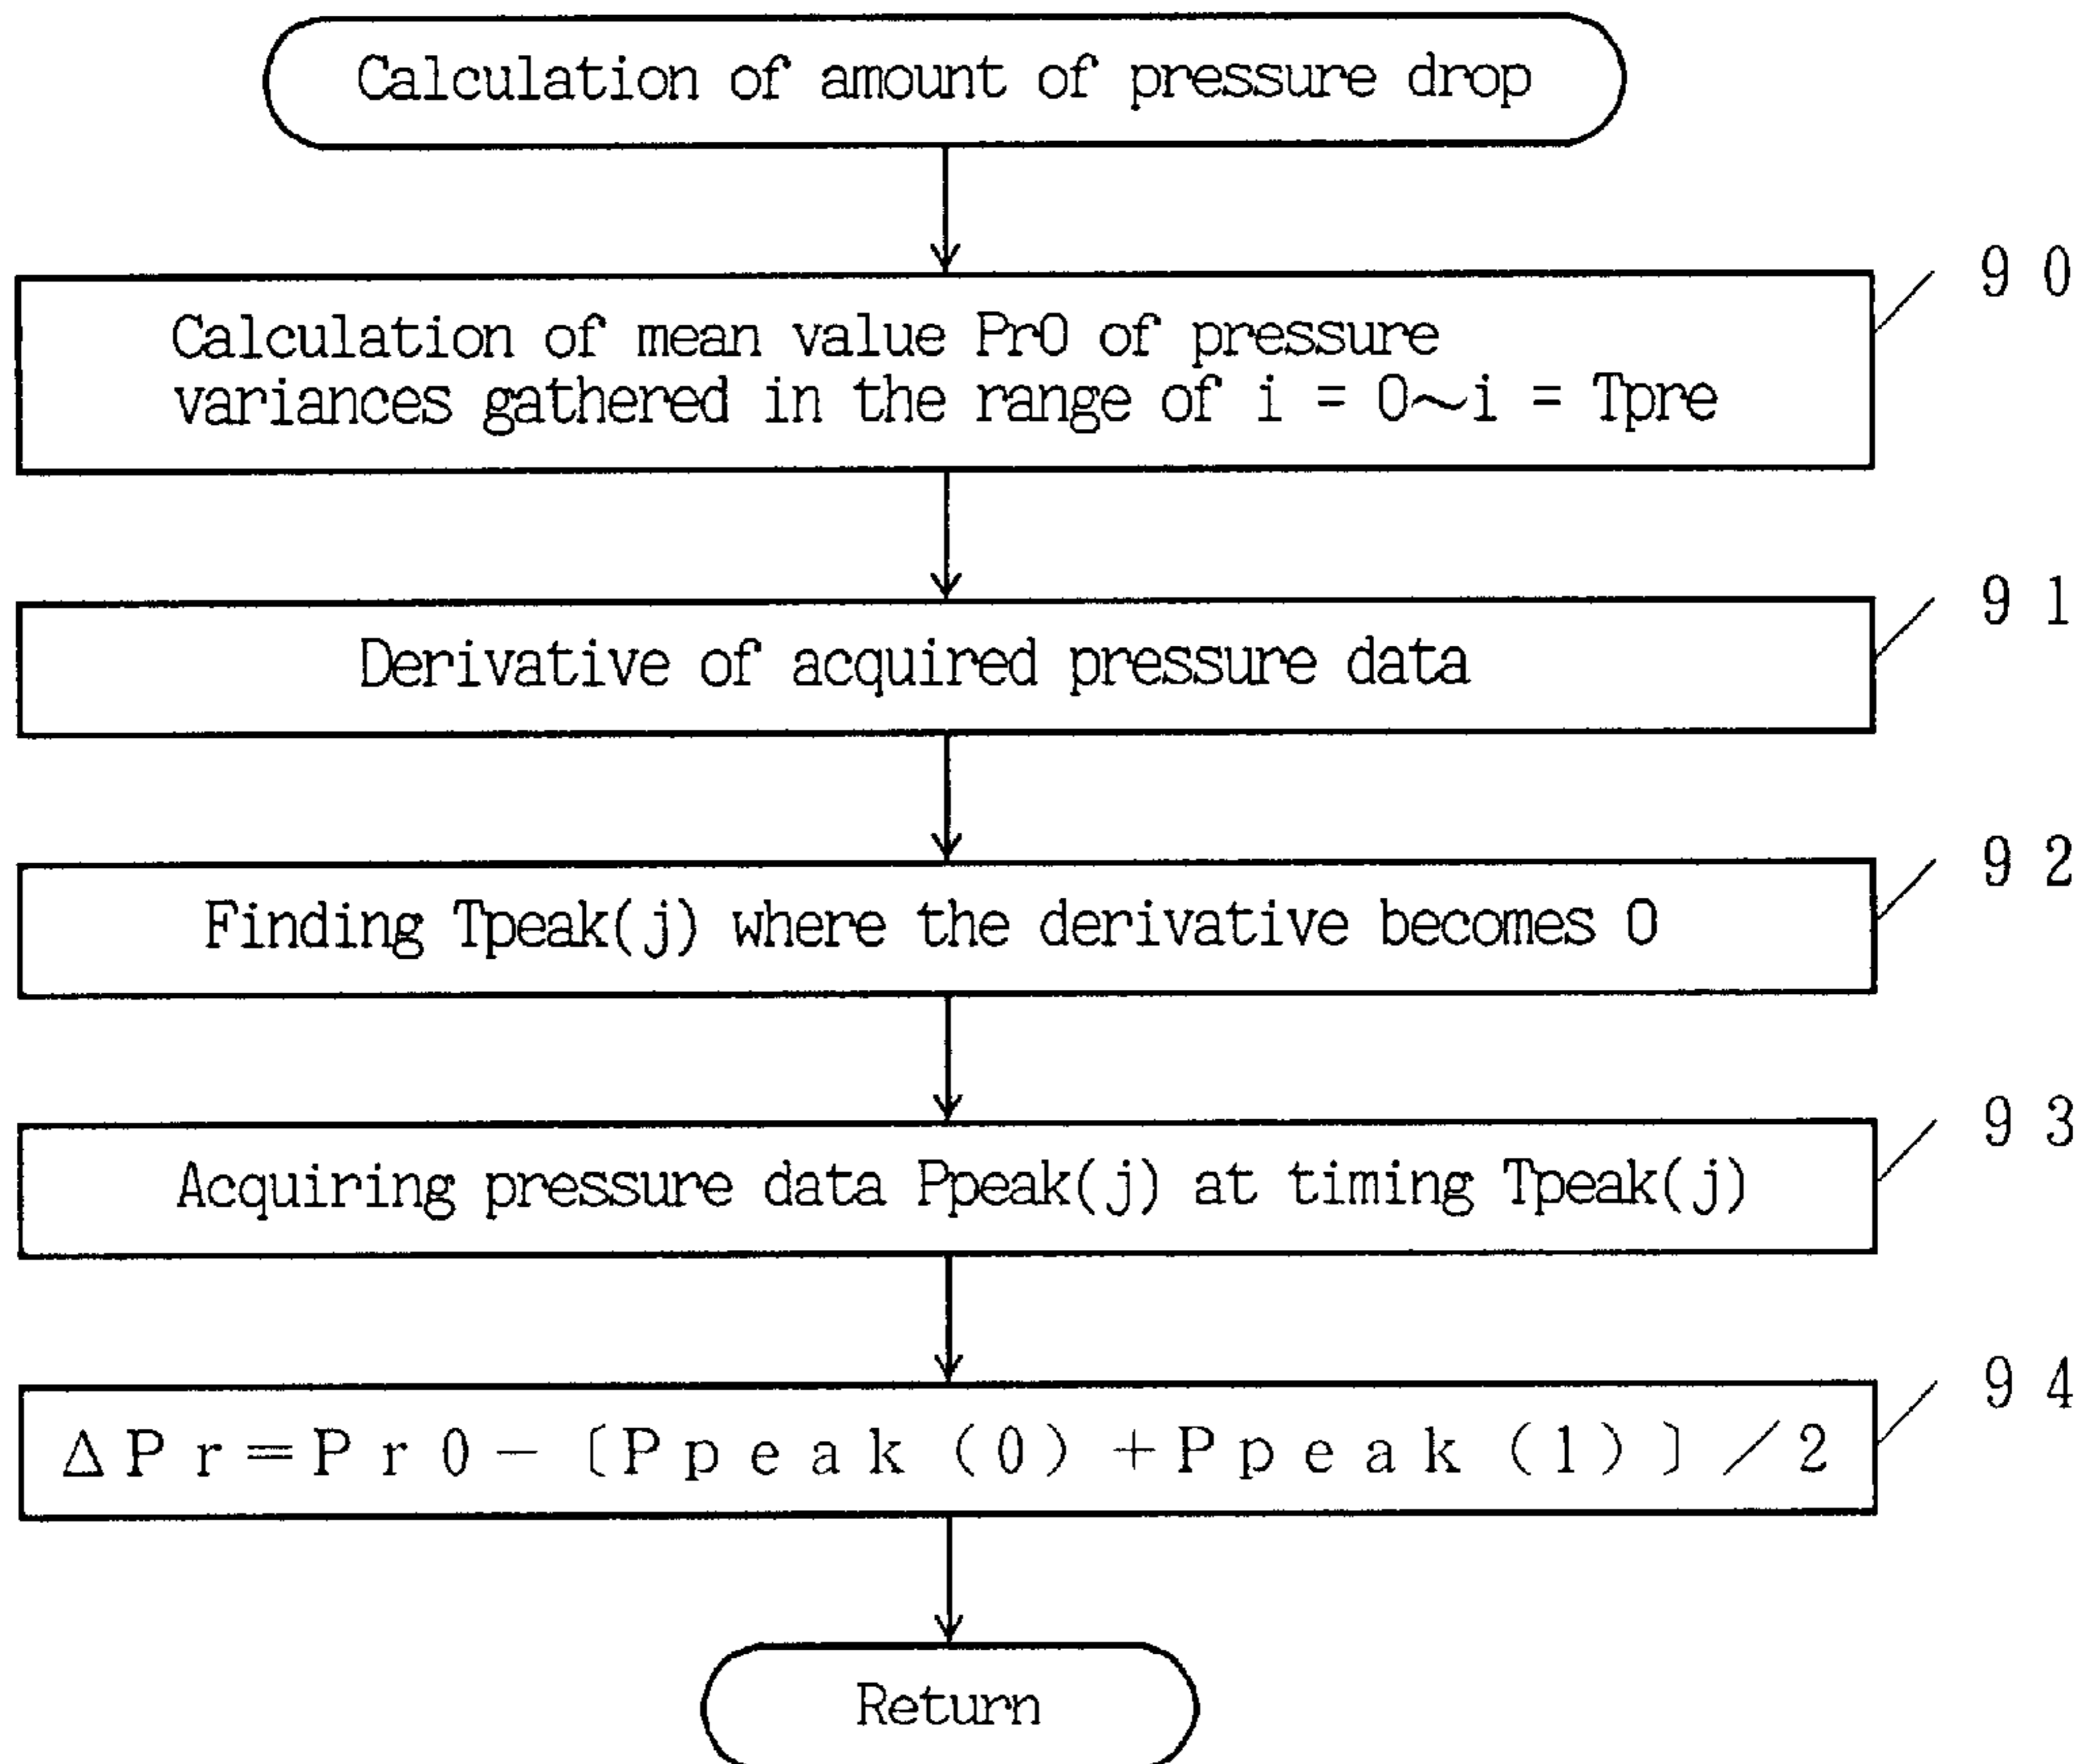 Calculation of amount of pressure drop
90
Calculation of mean value Pr0 of pressure
variances gathered in the range of i = 0~i = Tpre
91
Derivative of acquired pressure data
92
Finding Tpeak(j) where the derivative becomes 0
93
Acquiring pressure data Ppeak(j) at timing Tpeak(j)
94
ΔPr=Pr0-〔Ppeak(0)+Ppeak(1)〕/2
Return